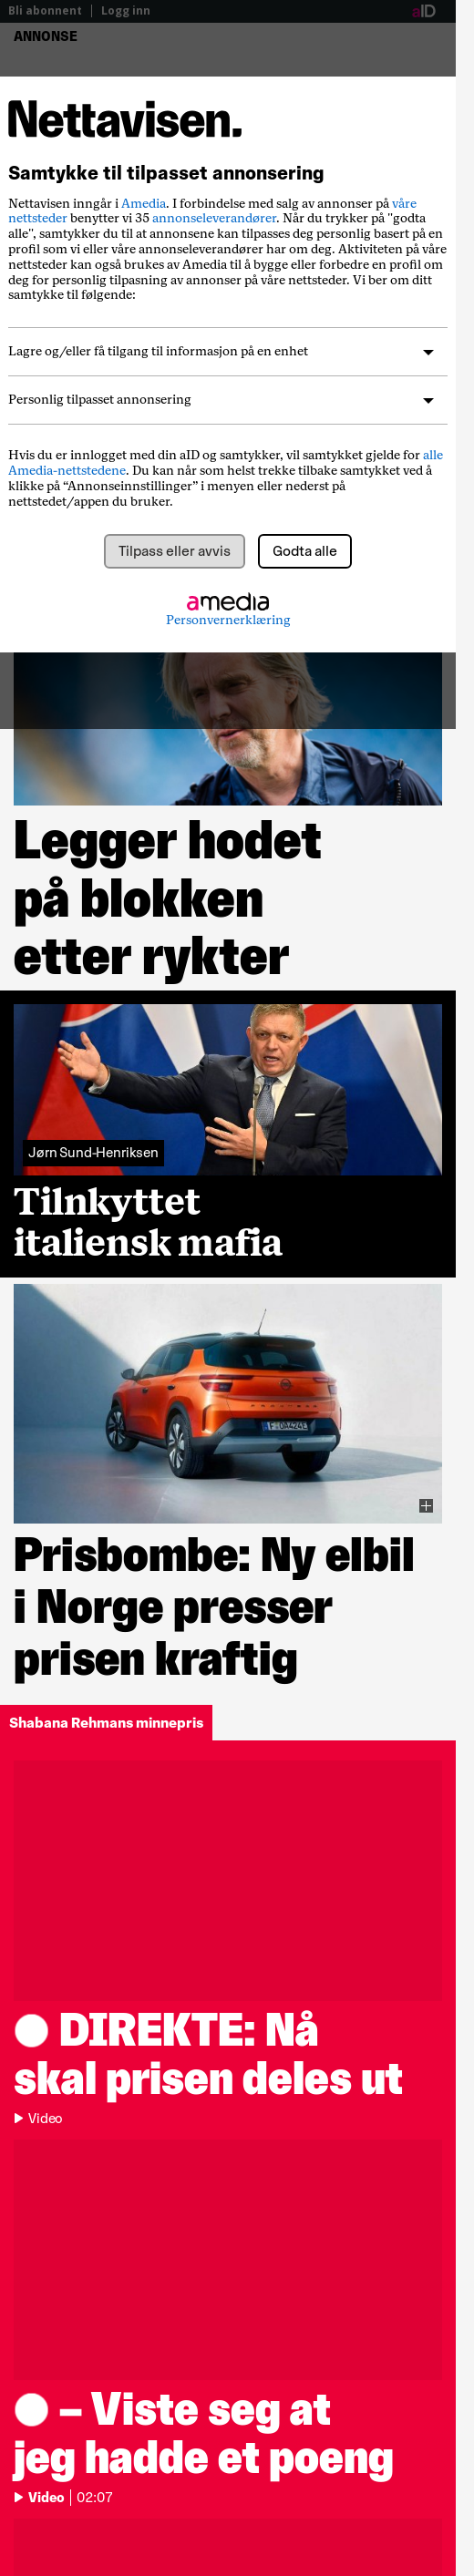 Bli abonnent | Logg inn aID
ANNONSE
Nettavisen.
Samtykke til tilpasset annonsering
Nettavisen inngår i Amedia. I forbindelse med salg av annonser på våre
nettsteder benytter vi 35 annonseleverandører. Når du trykker på "godta
alle", samtykker du til at annonsene kan tilpasses deg personlig basert på en
profil som vi eller våre annonseleverandører har om deg. Aktiviteten på våre
nettsteder kan også brukes av Amedia til å bygge eller forbedre en profil om
deg for personlig tilpasning av annonser på våre nettsteder. Vi ber om ditt
samtykke til følgende:
Lagre og/eller få tilgang til informasjon på en enhet
Personlig tilpasset annonsering
Hvis du er innlogget med din aID og samtykker, vil samtykket gjelde for alle
Amedia-nettstedene. Du kan når som helst trekke tilbake samtykket ved å
klikke på “Annonseinnstillinger” i menyen eller nederst på
nettstedet/appen du bruker.
Tilpass eller avvis Godta alle
amedia
Personvernerklæring
Legger hodet
på blokken
etter rykter
Jørn Sund-Henriksen
Tilnkyttet
italiensk mafia
Prisbombe: Ny elbil
i Norge presser
prisen kraftig
Shabana Rehmans minnepris
DIREKTE: Nå
skal prisen deles ut
Video
– Viste seg at
jeg hadde et poeng
Video | 02:07